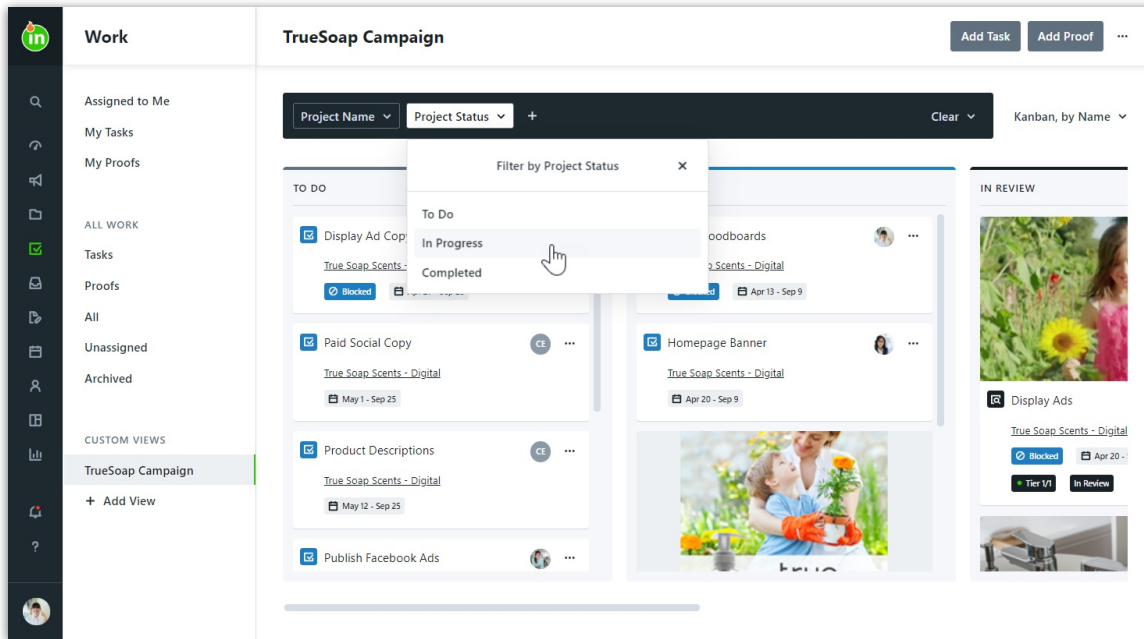 in
Work
TrueSoap Campaign
Add Task
Add Proof
Assigned to Me
My Tasks
My Proofs
ALL WORK
Tasks
Proofs
All
Unassigned
Archived
CUSTOM VIEWS
TrueSoap Campaign
+ Add View
?
Project Name
Project Status
+
Clear
Kanban, by Name
Filter by Project Status
To Do
In Progress
Completed
TO DO
Display Ad Cop
True Soap Scents -
Blocked
Paid Social Copy
CE
True Soap Scents - Digital
May 1 - Sep 25
Product Descriptions
CE
True Soap Scents - Digital
May 12 - Sep 25
Publish Facebook Ads
oodboards
Scents - Digital
Apr 13 - Sep 9
Homepage Banner
True Soap Scents - Digital
Apr 20 - Sep 9
true
IN REVIEW
Display Ads
True Soap Scents - Digital
Blocked
Apr 20 -
Tier 1/1
In Review